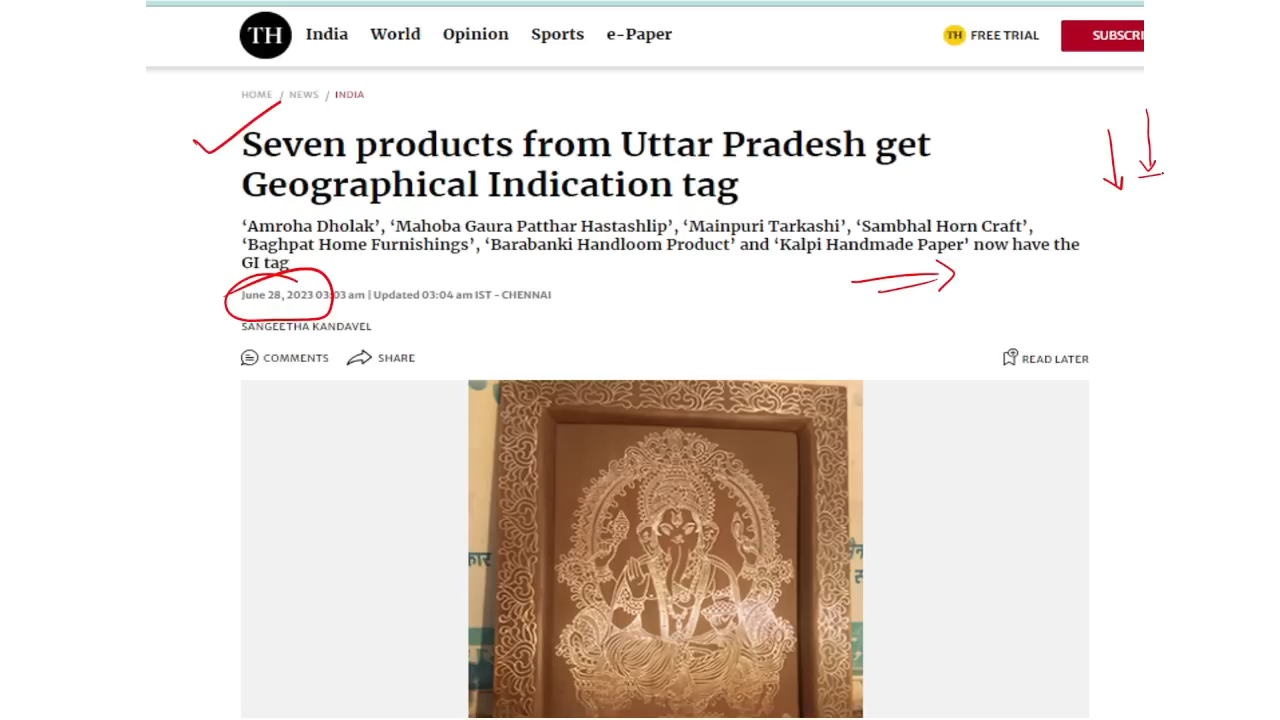 TH India World Opinion Sports e-Paper TH FREE TRIAL SUBSCRI
HOME / NEWS / INDIA
Seven products from Uttar Pradesh get
Geographical Indication tag
‘Amroha Dholak’, ‘Mahoba Gaura Patthar Hastashlip’, ‘Mainpuri Tarkashi’, ‘Sambhal Horn Craft’,
‘Baghpat Home Furnishings’, ‘Barabanki Handloom Product’ and ‘Kalpi Handmade Paper’ now have the
GI tag
June 28, 2023 03:03 am | Updated 03:04 am IST - CHENNAI
SANGEETHA KANDAVEL
COMMENTS SHARE READ LATER